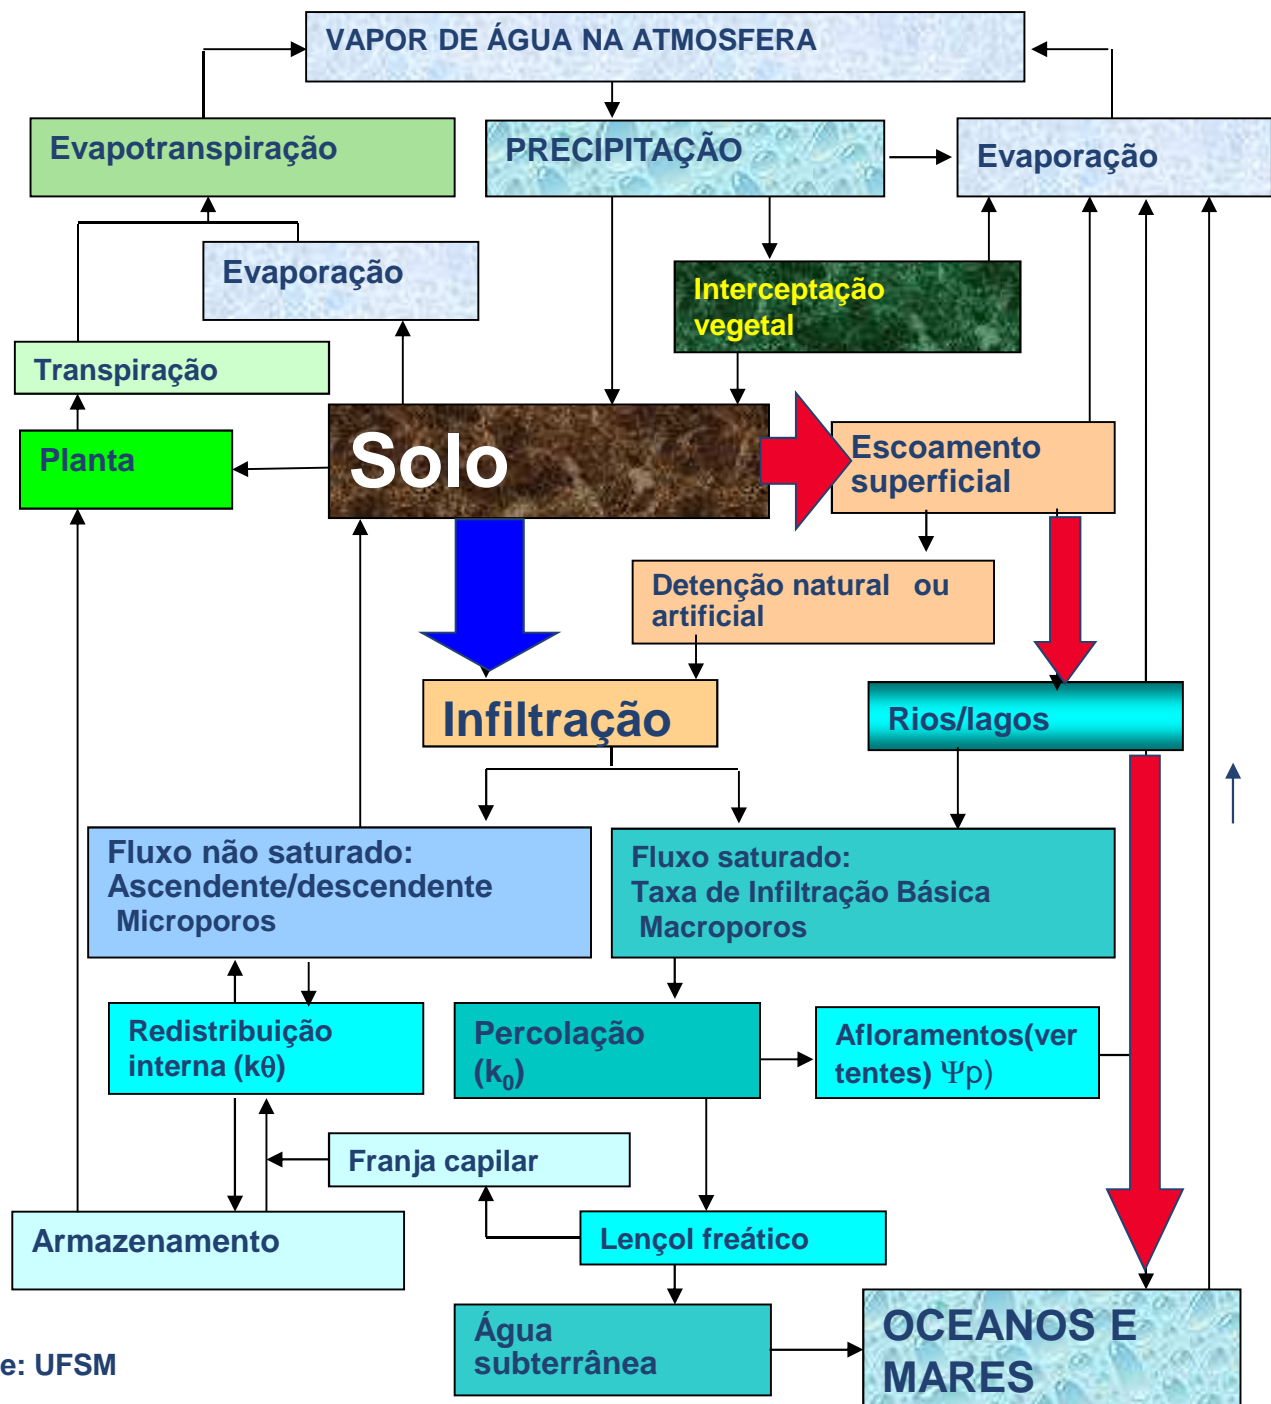 VAPOR DE ÁGUA NA ATMOSFERA
Evapotranspiração
PRECIPITAÇÃO
Evaporação
Evaporação
Interceptação
vegetal
Transpiração
Planta
Solo
Escoamento
superficial
Detenção natural ou
artificial
Infiltração
Rios/lagos
Fluxo não saturado:
Ascendente/descendente
Microporos
Fluxo saturado:
Taxa de Infiltração Básica
Macroporos
Redistribuição
interna (kθ)
Percolação
(k₀)
Afloramentos(ver
tentes) Ψp)
Franja capilar
Armazenamento
Lençol freático
Água
subterrânea
OCEANOS E
MARES
e: UFSM